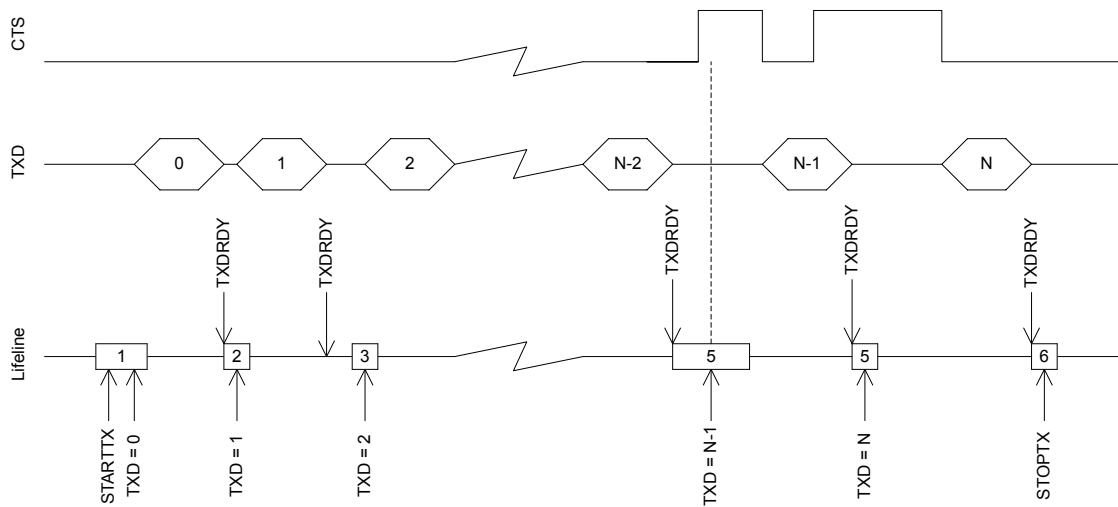 CTS
TXD
0
1
2
N-2
N-1
N
TXDRDY
TXDRDY
TXDRDY
TXDRDY
TXDRDY
Lifeline
1
2
3
5
5
6
STARTTX
TXD = 0
TXD = 1
TXD = 2
TXD = N-1
TXD = N
STOPTX